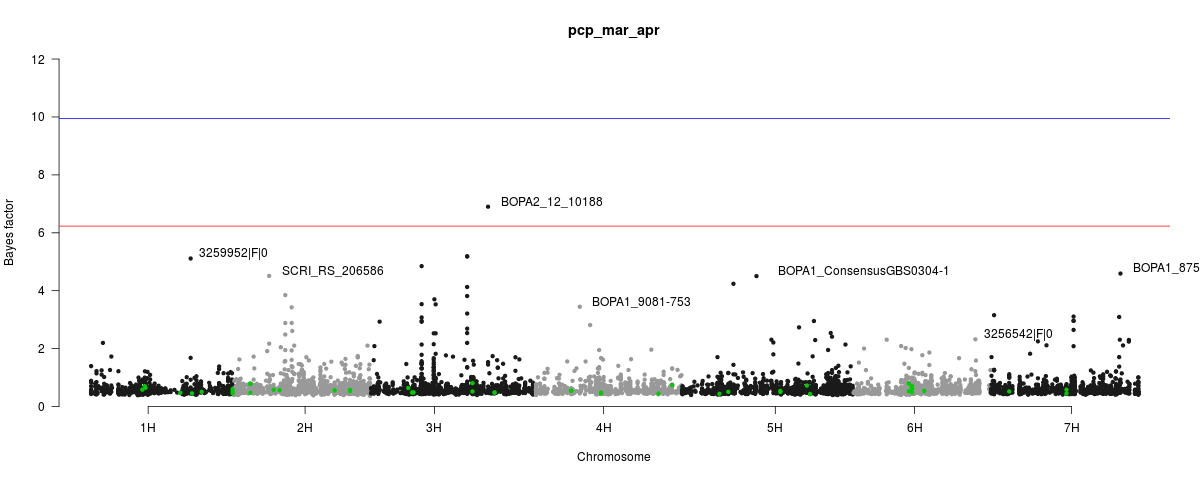 pcp_mar_apr
12
10
8
6
4
2
0
Bayes factor
BOPA2_12_10188
3259952|F|0
SCRI_RS_206586
BOPA1_9081-753
BOPA1_ConsensusGBS0304-1
3256542|F|0
BOPA1_875
1H 2H 3H 4H 5H 6H 7H
Chromosome